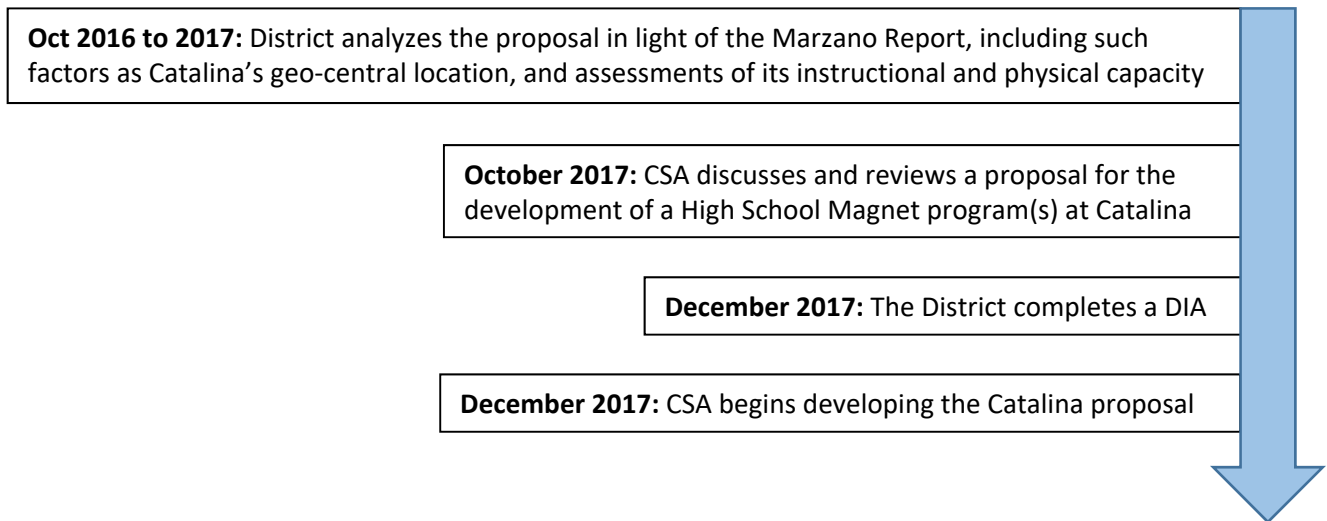 Oct 2016 to 2017: District analyzes the proposal in light of the Marzano Report, including such
factors as Catalina’s geo-central location, and assessments of its instructional and physical capacity
October 2017: CSA discusses and reviews a proposal for the
development of a High School Magnet program(s) at Catalina
December 2017: The District completes a DIA
December 2017: CSA begins developing the Catalina proposal